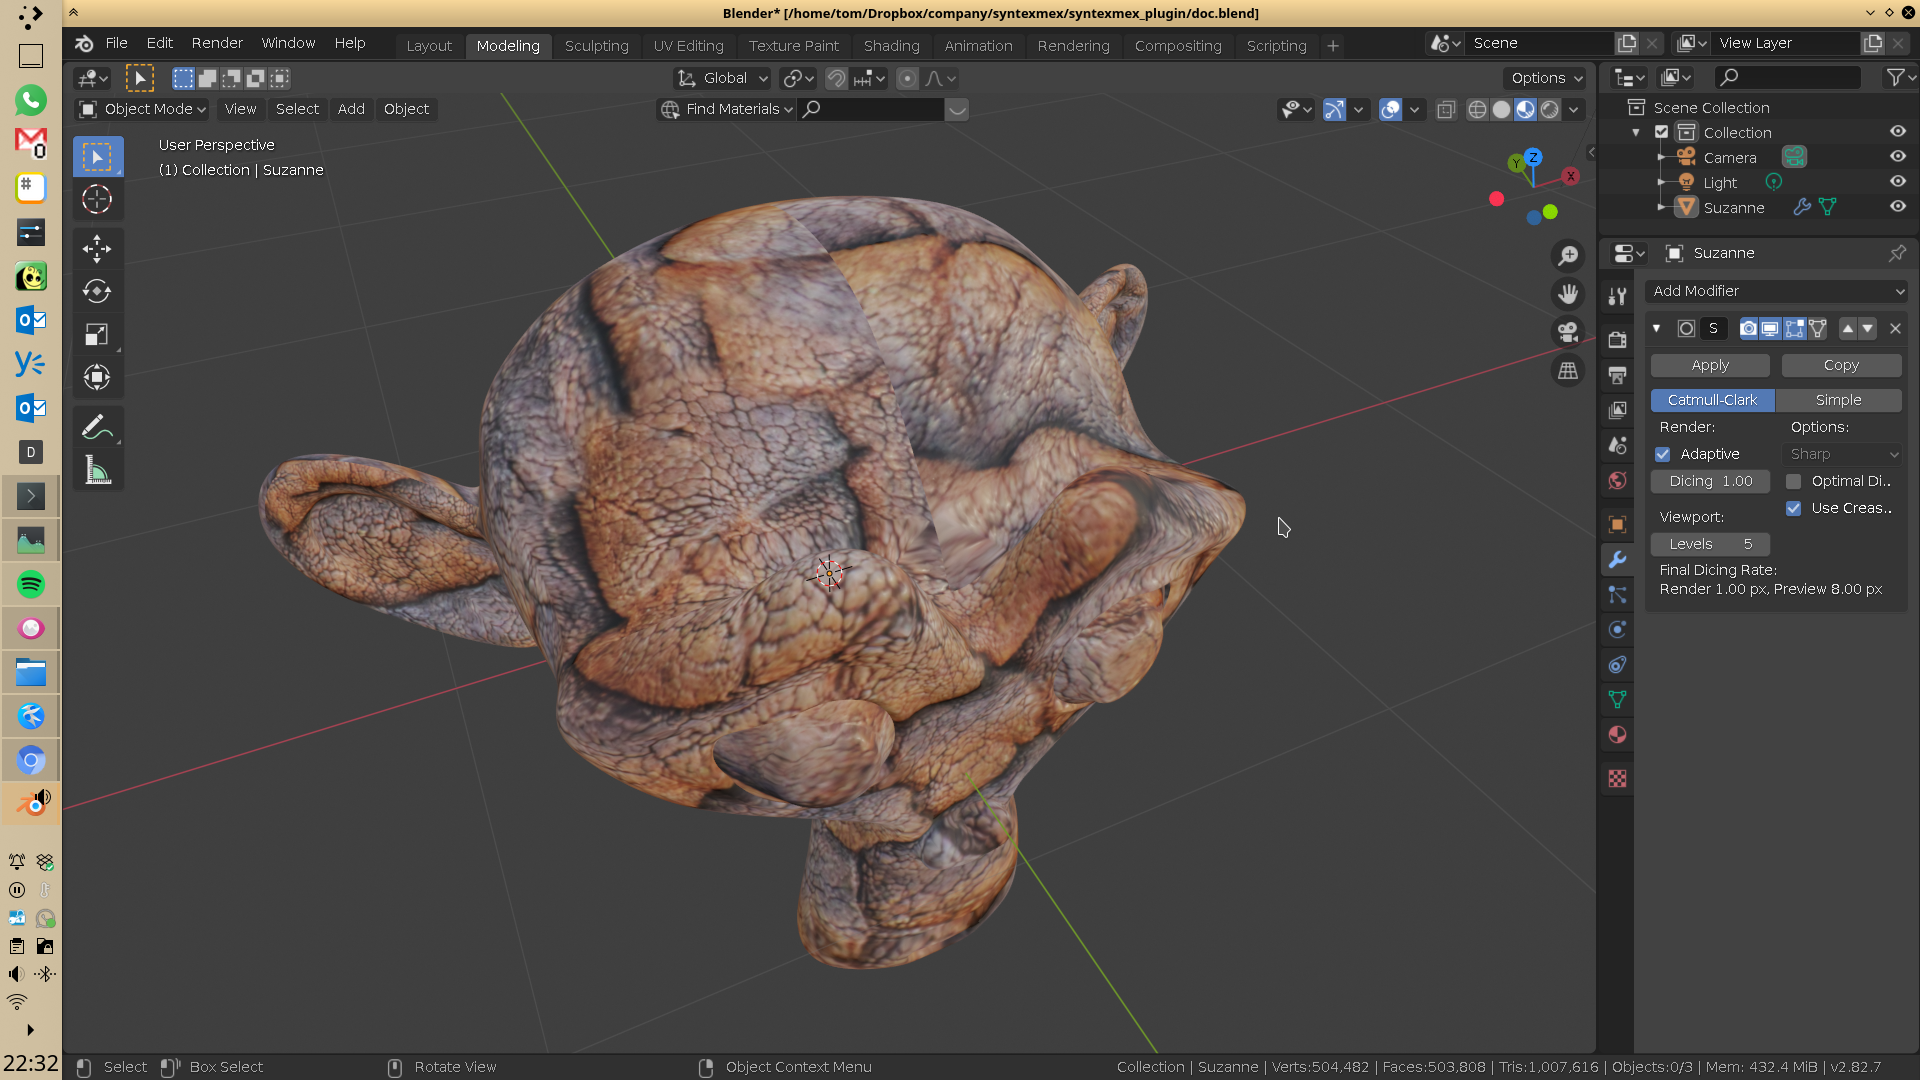 Blender* [/home/tom/Dropbox/company/syntexmex/syntexmex_plugin/doc.blend]
File Edit Render Window Help
Layout Modeling Sculpting UV Editing Texture Paint Shading Animation Rendering Compositing Scripting +
Scene
View Layer
Global
Options
Object Mode View Select Add Object
Find Materials
User Perspective
(1) Collection | Suzanne
Z
Y
X
Scene Collection
Collection
Camera
Light
Suzanne
Suzanne
Add Modifier
S
Apply Copy
Catmull-Clark Simple
Render: Options:
Adaptive Sharp
Dicing 1.00 Optimal Di..
Use Creas..
Viewport:
Levels 5
Final Dicing Rate:
Render 1.00 px, Preview 8.00 px
0
#
D
22:32
Select Box Select Rotate View Object Context Menu
Collection | Suzanne | Verts:504,482 | Faces:503,808 | Tris:1,007,616 | Objects:0/3 | Mem: 432.4 MiB | v2.82.7